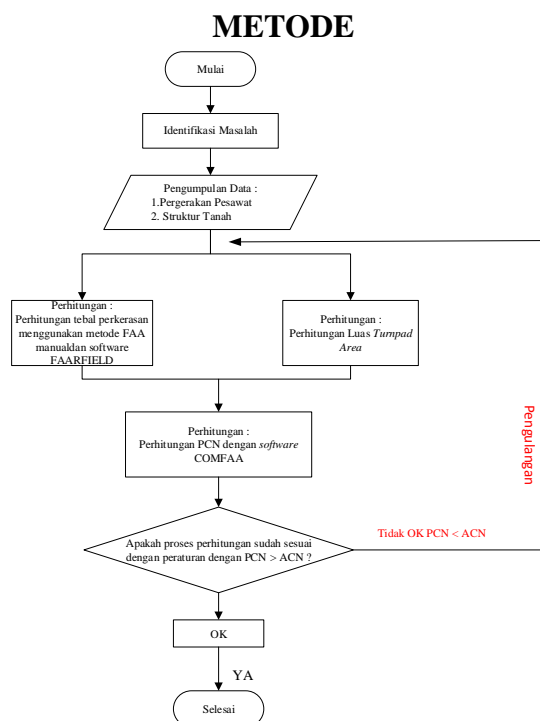 METODE
Mulai
Identifikasi Masalah
Pengumpulan Data :
1.Pergerakan Pesawat
2. Struktur Tanah
Perhitungan :
Perhitungan tebal perkerasan
menggunakan metode FAA
manualdan software
FAARFIELD
Perhitungan :
Perhitungan Luas Turnpad
Area
Perhitungan :
Perhitungan PCN dengan software
COMFAA
Pengulangan
Apakah proses perhitungan sudah sesuai
dengan peraturan dengan PCN > ACN ?
Tidak OK PCN < ACN
OK
YA
Selesai